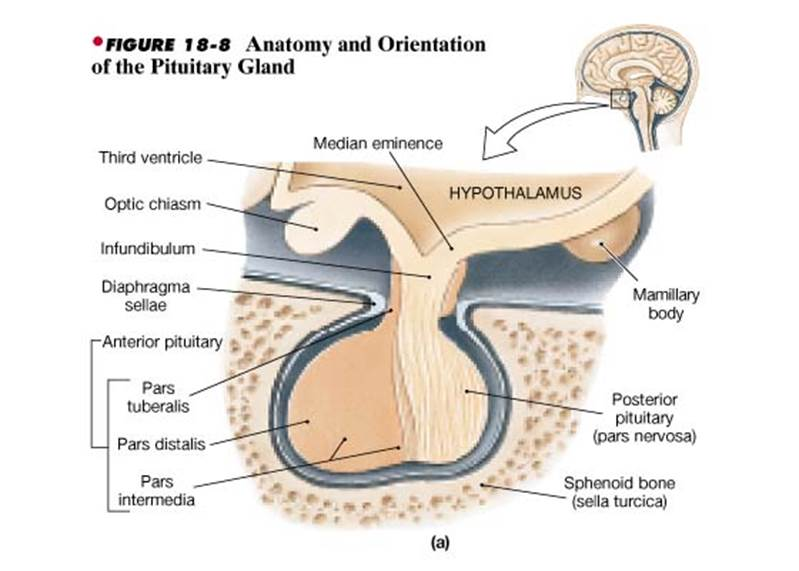 •FIGURE 18-8 Anatomy and Orientation
of the Pituitary Gland
Median eminence
Third ventricle
HYPOTHALAMUS
Optic chiasm
Infundibulum
Diaphragma
sellae
Mamillary
body
Anterior pituitary
Pars
tuberalis
Posterior
pituitary
(pars nervosa)
Pars distalis
Pars
intermedia
Sphenoid bone
(sella turcica)
(a)